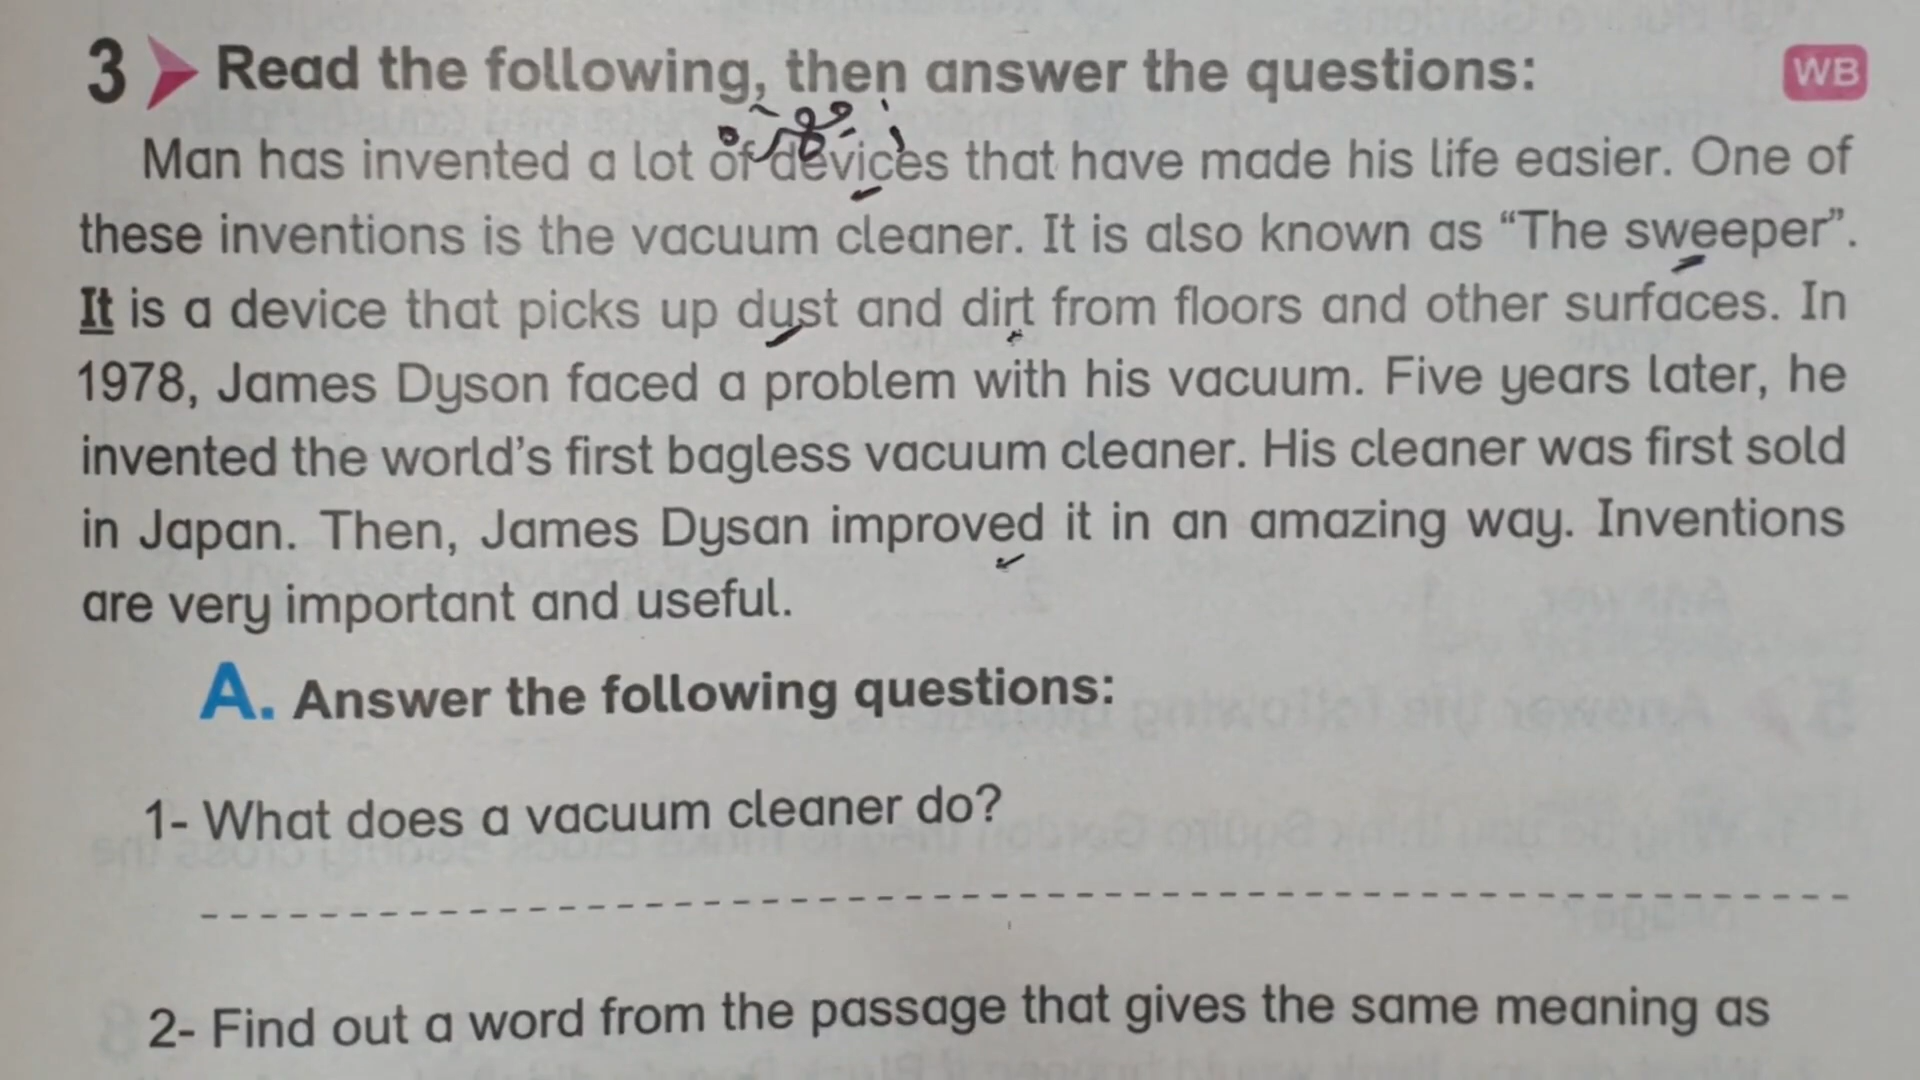 3 Read the following, then answer the questions: WB
Man has invented a lot of devices that have made his life easier. One of
these inventions is the vacuum cleaner. It is also known as “The sweeper”.
It is a device that picks up dust and dirt from floors and other surfaces. In
1978, James Dyson faced a problem with his vacuum. Five years later, he
invented the world’s first bagless vacuum cleaner. His cleaner was first sold
in Japan. Then, James Dysan improved it in an amazing way. Inventions
are very important and useful.
A. Answer the following questions:
1- What does a vacuum cleaner do?
2- Find out a word from the passage that gives the same meaning as